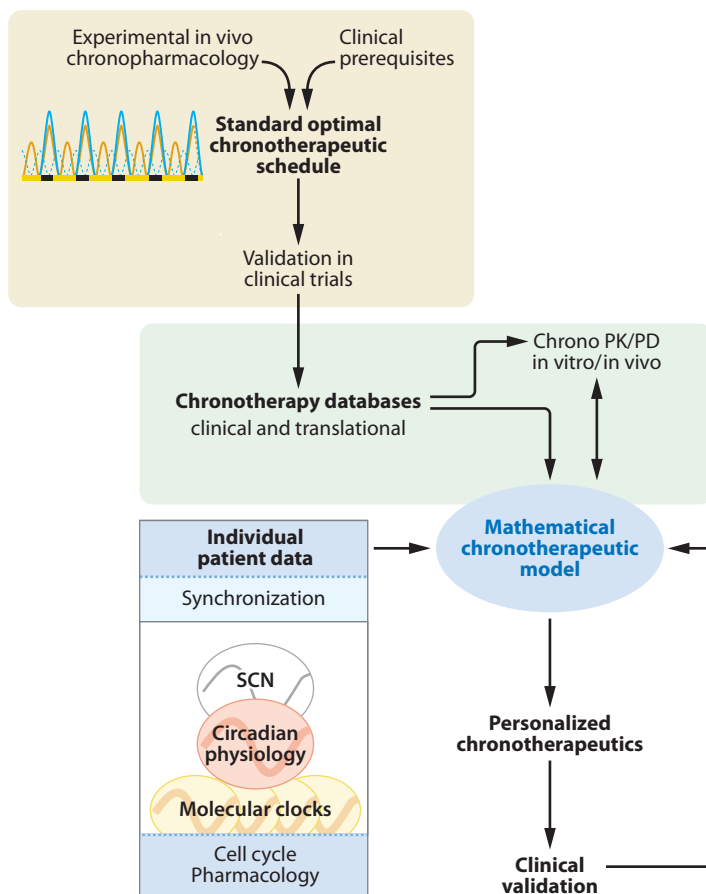 Experimental in vivo
chronopharmacology
Clinical
prerequisites
Standard optimal
chronotherapeutic
schedule
Validation in
clinical trials
Chrono PK/PD
in vitro/in vivo
Chronotherapy databases
clinical and translational
Individual
patient data
Synchronization
SCN
Circadian
physiology
Molecular clocks
Cell cycle
Pharmacology
Mathematical
chronotherapeutic
model
Personalized
chronotherapeutics
Clinical
validation